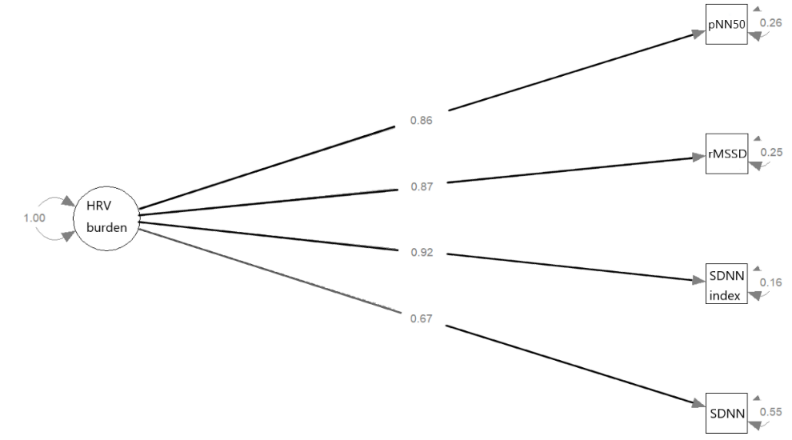 pNN50
0.26
0.86
rMSSD
0.25
0.87
HRV
burden
1.00
0.92
SDNN
index
0.16
0.67
SDNN
0.55